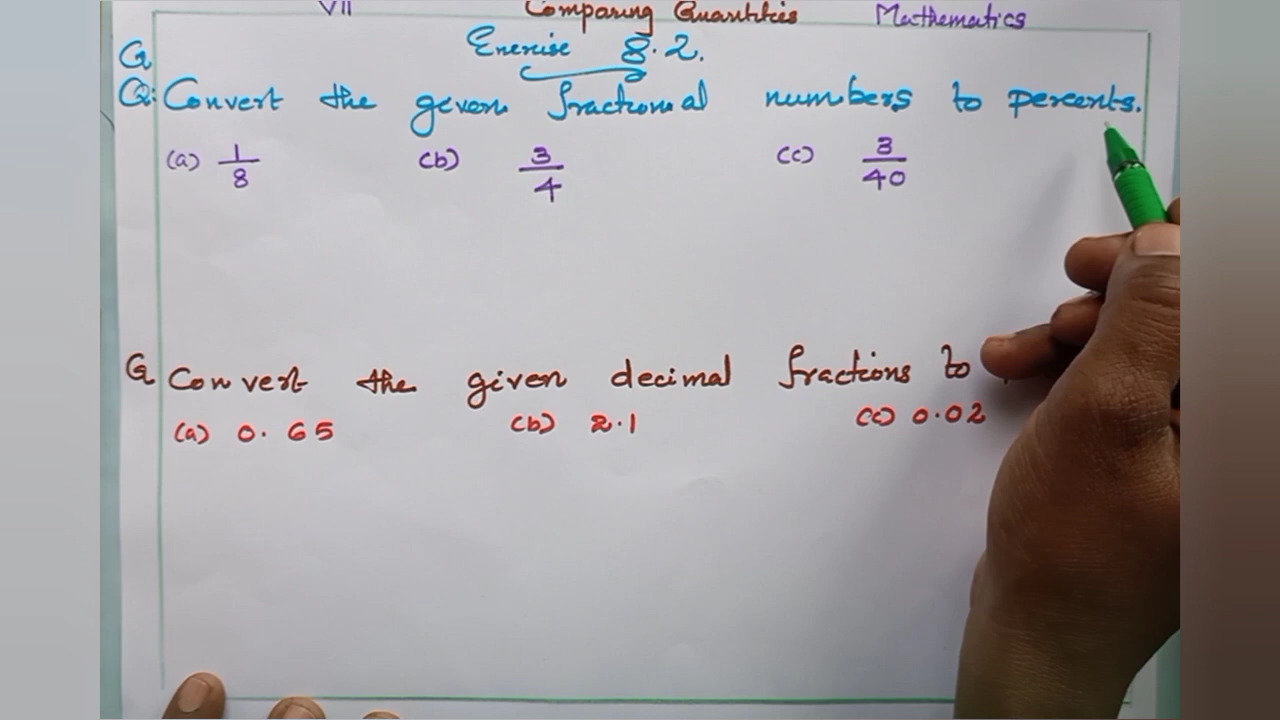 VII Comparing Quantities Mathematics
Exercise 8.2.
Q
Q: Convert the given fractional numbers to percents.
(a) 1/8 (b) 3/4 (c) 3/40
Q Convert the given decimal fractions to
(a) 0.65 (b) 2.1 (c) 0.02